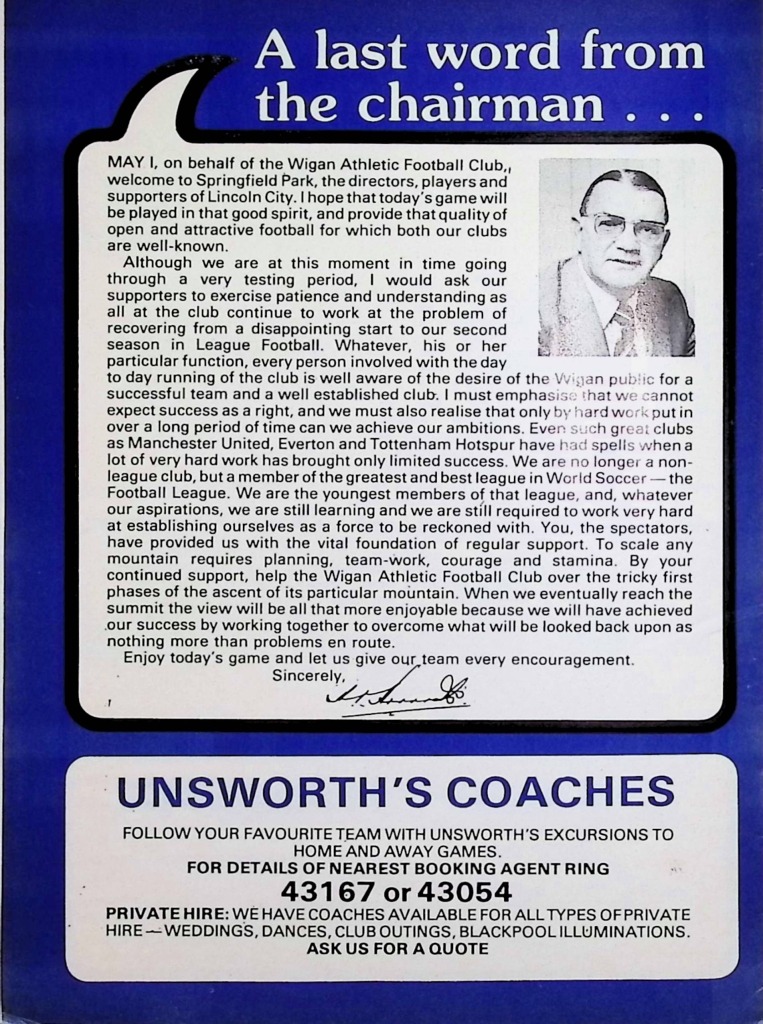 A last word from
the chairman . . .
MAY I, on behalf of the Wigan Athletic Football Club,,
welcome to Springfield Park, the directors, players and
supporters of Lincoln City. I hope that today's game will
be played in that good spirit, and provide that quality of
open and attractive football for which both our clubs
are well-known.
Although we are at this moment in time going
through a very testing period, I would ask our
supporters to exercise patience and understanding as
all at the club continue to work at the problem of
recovering from a disappointing start to our second
season in League Football. Whatever, his or her
particular function, every person involved with the day
to day running of the club is well aware of the desire of the Wigan public for a
successful team and a well established club. I must emphasise that we cannot
expect success as a right, and we must also realise that only by hard work put in
over a long period of time can we achieve our ambitions. Even such great clubs
as Manchester United, Everton and Tottenham Hotspur have had spells when a
lot of very hard work has brought only limited success. We are no longer a non-
league club, but a member of the greatest and best league in World Soccer — the
Football League. We are the youngest members of that league, and, whatever
our aspirations, we are still learning and we are still required to work very hard
at establishing ourselves as a force to be reckoned with. You, the spectators,
have provided us with the vital foundation of regular support. To scale any
mountain requires planning, team-work, courage and stamina. By your
continued support, help the Wigan Athletic Football Club over the tricky first
phases of the ascent of its particular mountain. When we eventually reach the
summit the view will be all that more enjoyable because we will have achieved
our success by working together to overcome what will be looked back upon as
nothing more than problems en route.
Enjoy today's game and let us give our team every encouragement.
Sincerely,
UNSWORTH'S COACHES
FOLLOW YOUR FAVOURITE TEAM WITH UNSWORTH'S EXCURSIONS TO
HOME AND AWAY GAMES.
FOR DETAILS OF NEAREST BOOKING AGENT RING
43167 or 43054
PRIVATE HIRE: WE HAVE COACHES AVAILABLE FOR ALL TYPES OF PRIVATE
HIRE — WEDDINGS, DANCES, CLUB OUTINGS, BLACKPOOL ILLUMINATIONS.
ASK US FOR A QUOTE